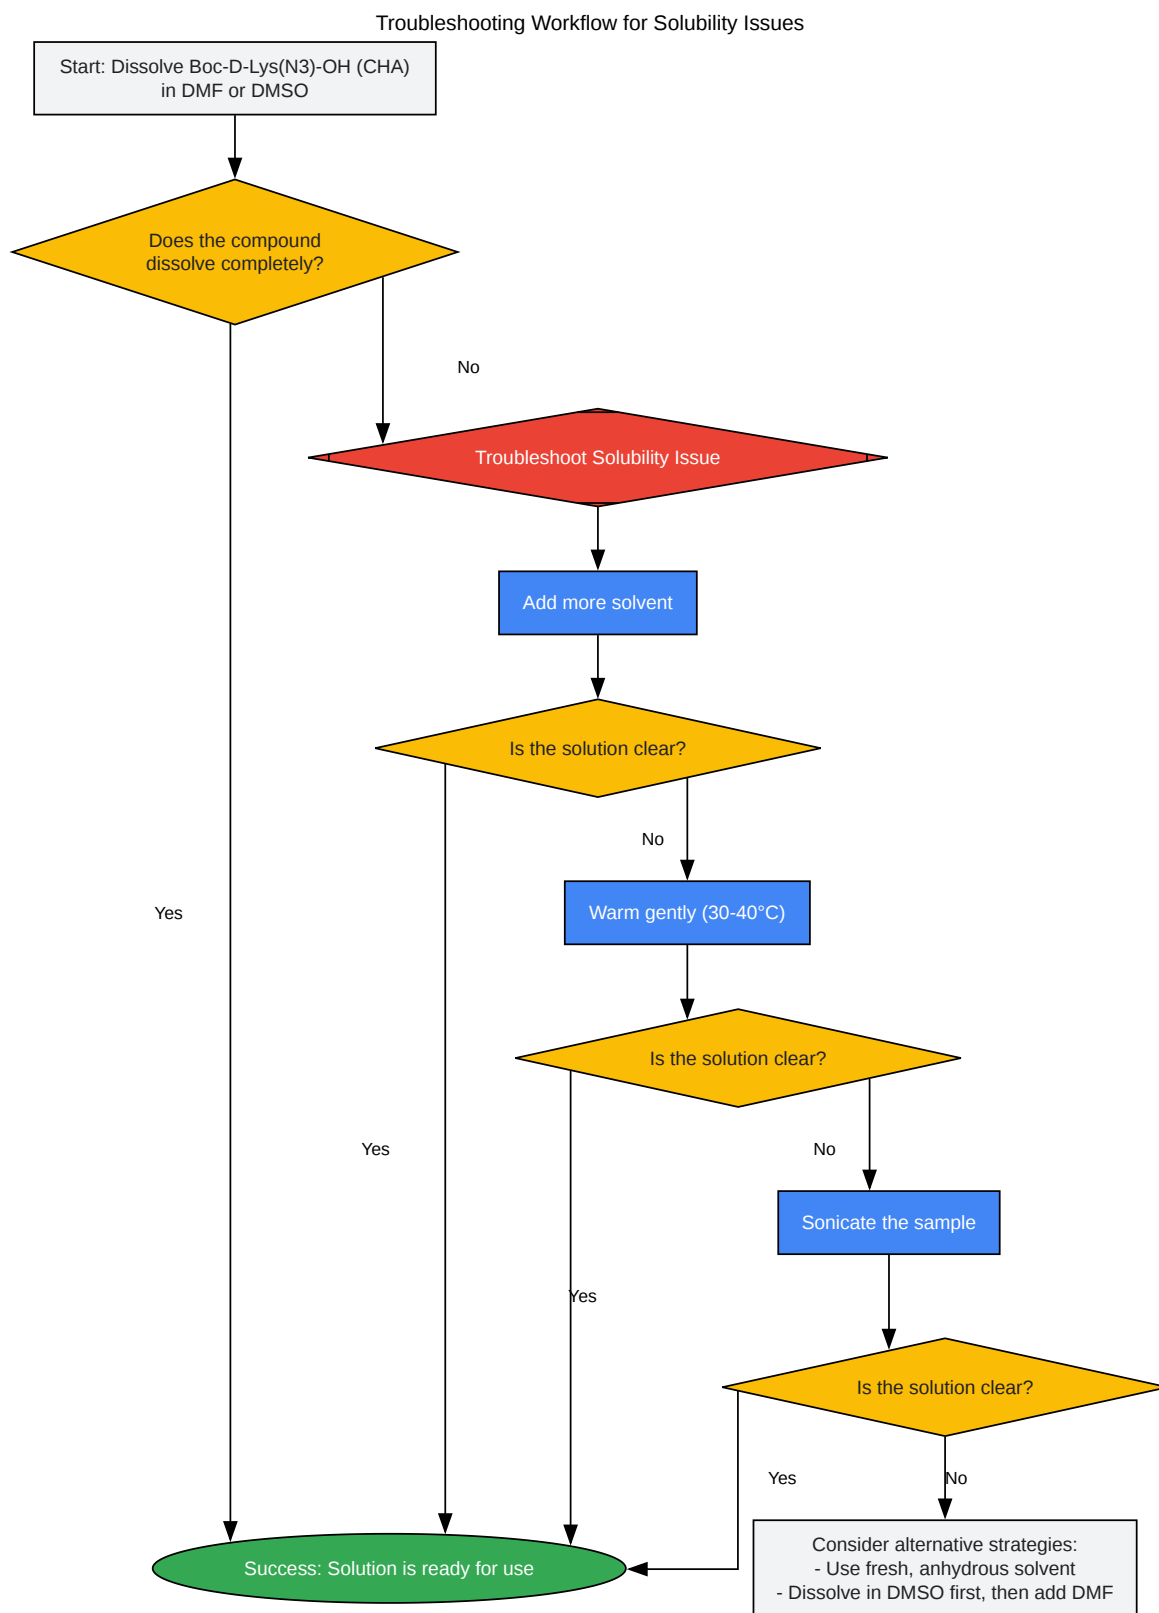 Troubleshooting Workflow for Solubility Issues
Start: Dissolve Boc-D-Lys(N3)-OH (CHA)
in DMF or DMSO
Does the compound
dissolve completely?
No
Troubleshoot Solubility Issue
Add more solvent
Is the solution clear?
No
Warm gently (30-40°C)
Yes
Is the solution clear?
Yes
No
Sonicate the sample
Yes
Is the solution clear?
Yes
No
Consider alternative strategies:
- Use fresh, anhydrous solvent
- Dissolve in DMSO first, then add DMF
Success: Solution is ready for use